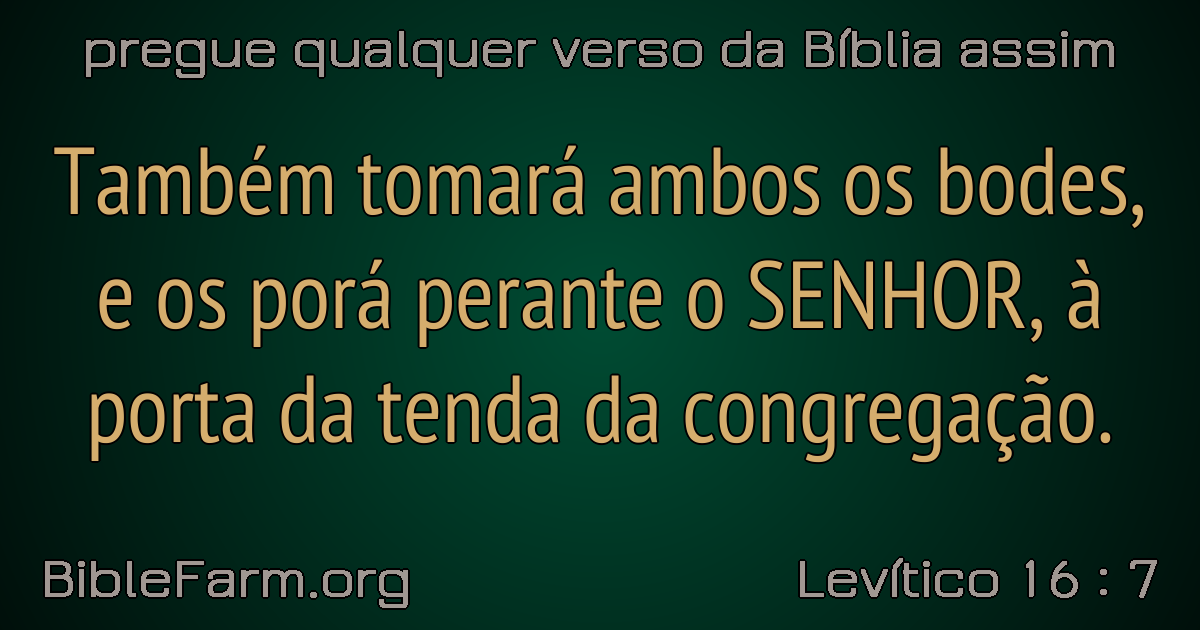 pregue qualquer verso da Bíblia assim
Também tomará ambos os bodes,
e os porá perante o SENHOR, à
porta da tenda da congregação.
BibleFarm.org
Levítico 16 : 7